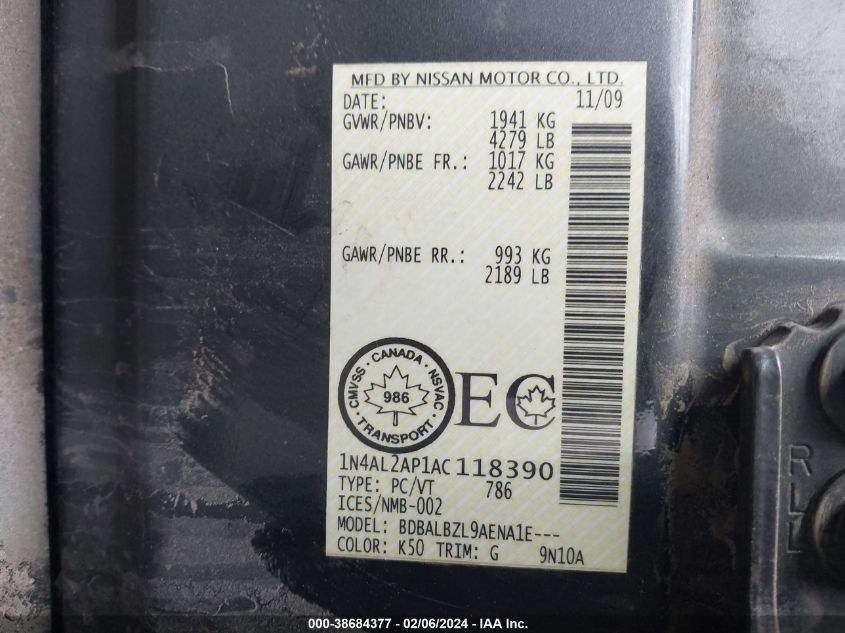 MFD BY NISSAN MOTOR CO., LTD.
DATE: 11/09
GVWR/PNBV: 1941 KG
4279 LB
GAWR/PNBE FR.: 1017 KG
2242 LB
GAWR/PNBE RR.: 993 KG
2189 LB
CMVSS · CANADA · NSVAC · TRANSPORT ·
986
EC
1N4AL2AP1AC118390
TYPE: PC/VT 786
ICES/NMB-002
MODEL: BDBALBZL9AENA1E---
COLOR: K50 TRIM: G 9N10A
RLL
000-38684377 - 02/06/2024 - IAA Inc.